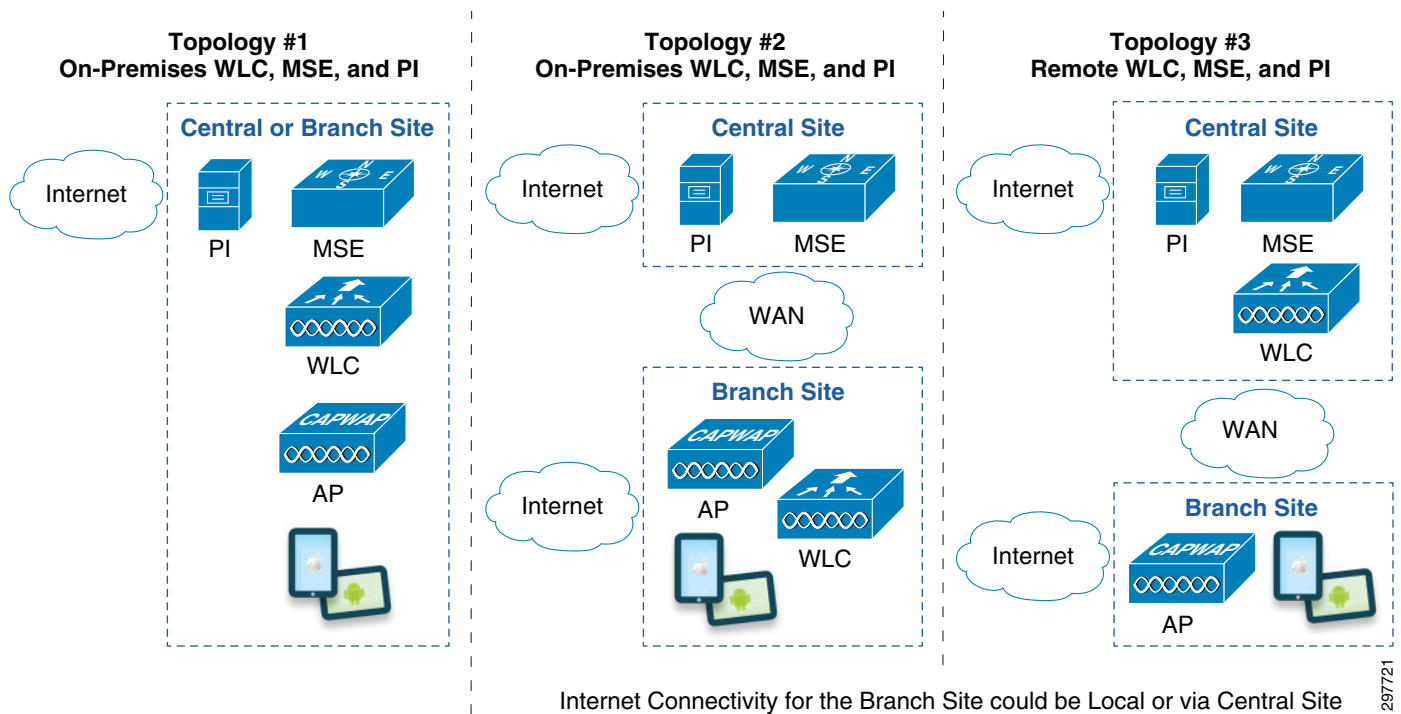 Topology #1
On-Premises WLC, MSE, and PI
Central or Branch Site
Internet
PI
N
W
E
S
MSE
WLC
CAPWAP
AP
Topology #2
On-Premises WLC, MSE, and PI
Central Site
Internet
PI
N
W
E
S
MSE
WAN
Branch Site
CAPWAP
Internet
AP
WLC
Topology #3
Remote WLC, MSE, and PI
Central Site
Internet
PI
N
W
E
S
MSE
WLC
WAN
Branch Site
Internet
CAPWAP
AP
Internet Connectivity for the Branch Site could be Local or via Central Site
297721